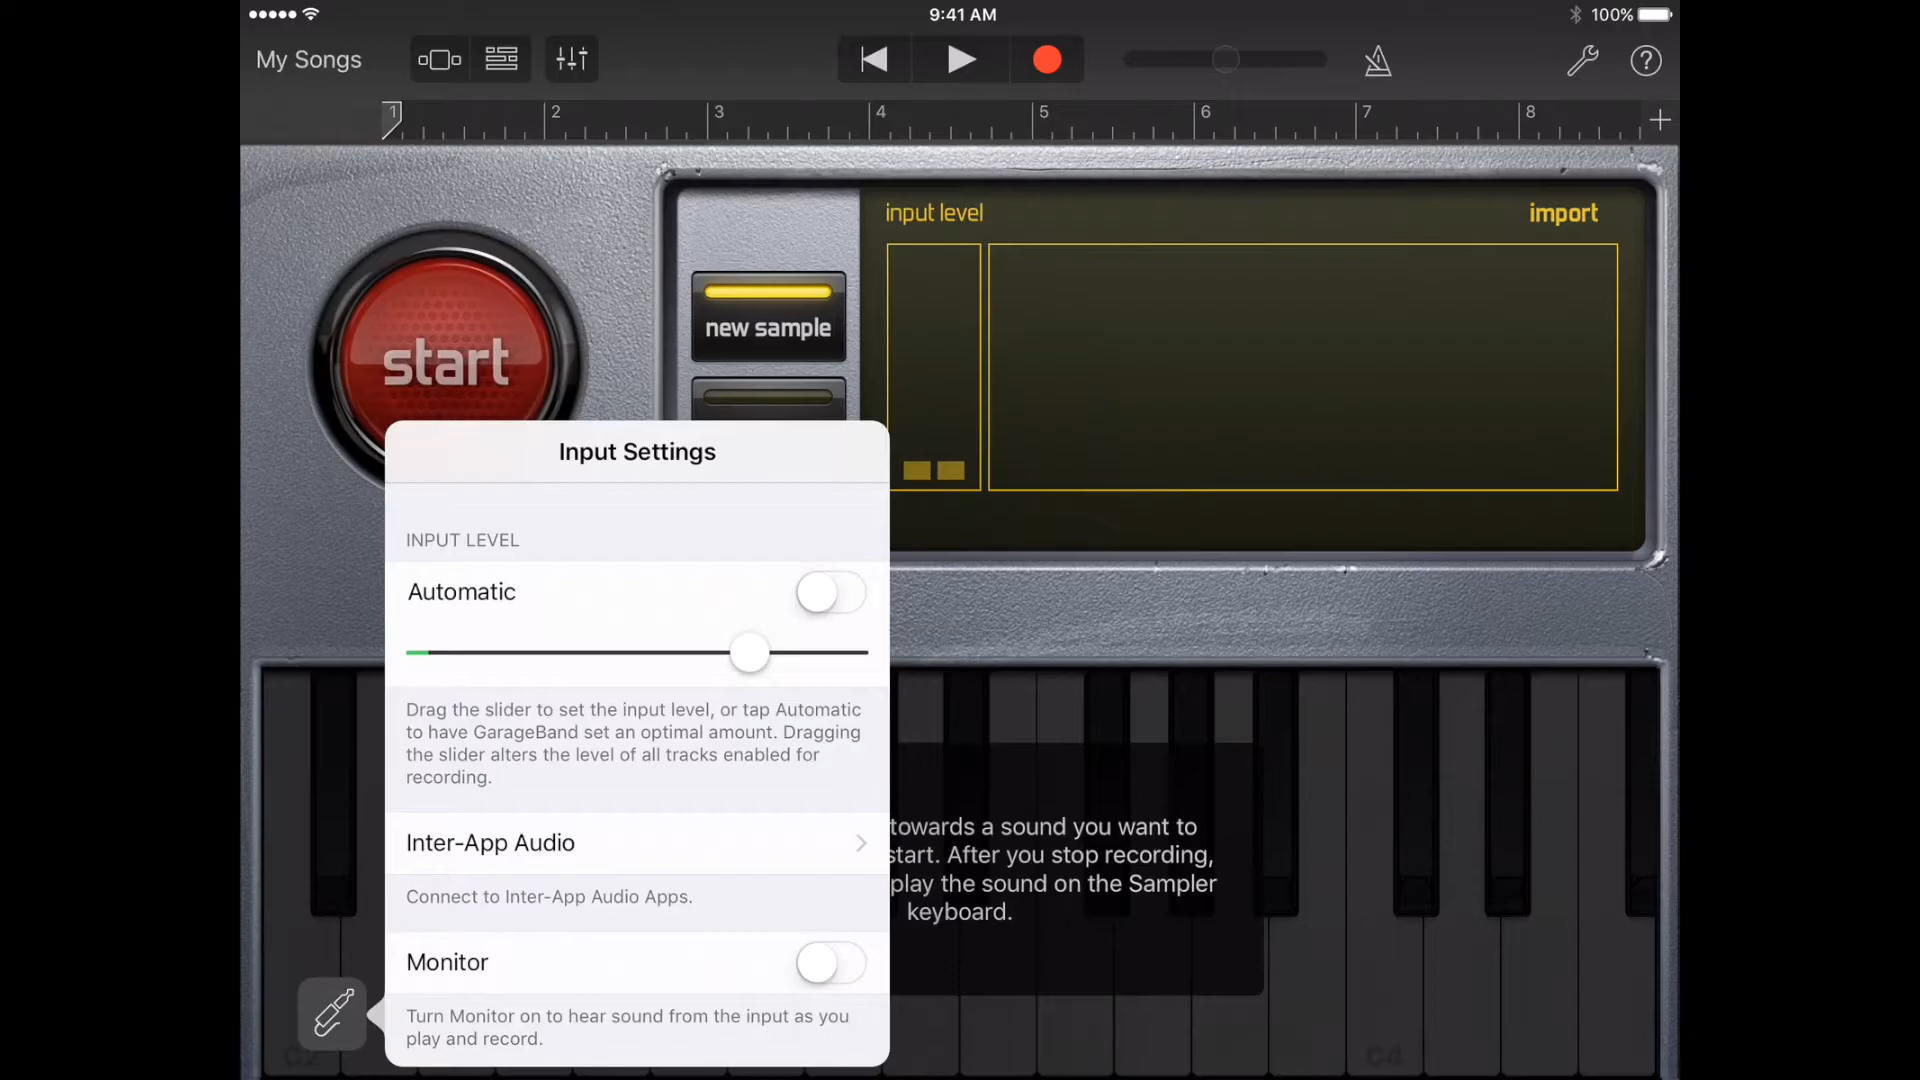 9:41 AM
100%
My Songs
1 2 3 4 5 6 7 8
input level
import
new sample
start
Input Settings
INPUT LEVEL
Automatic
Drag the slider to set the input level, or tap Automatic
to have GarageBand set an optimal amount. Dragging
the slider alters the level of all tracks enabled for
recording.
Inter-App Audio
Connect to Inter-App Audio Apps.
Monitor
Turn Monitor on to hear sound from the input as you
play and record.
towards a sound you want to
start. After you stop recording,
play the sound on the Sampler
keyboard.
C2
C4